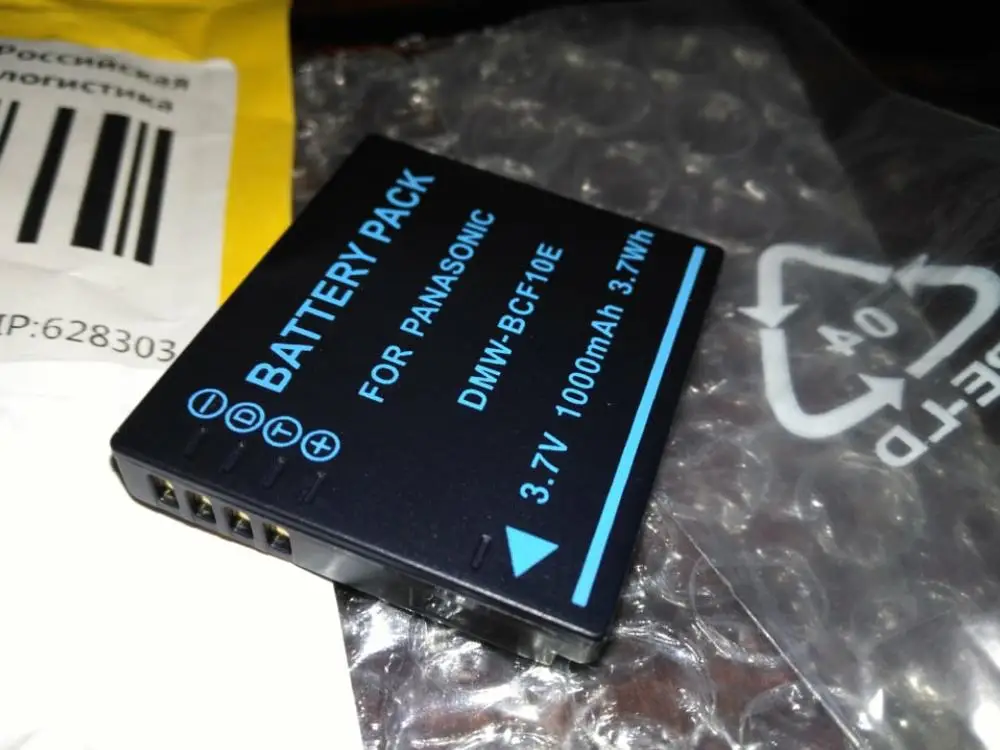 Российская
логистика
IP:628303
BATTERY PACK
FOR PANASONIC
DMW-BCF10E
3.7V 1000mAh 3.7Wh
− D T +
04
PE-LD